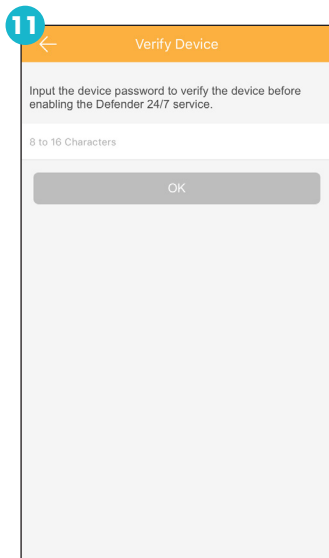 11
Verify Device
Input the device password to verify the device before
enabling the Defender 24/7 service.
8 to 16 Characters
OK